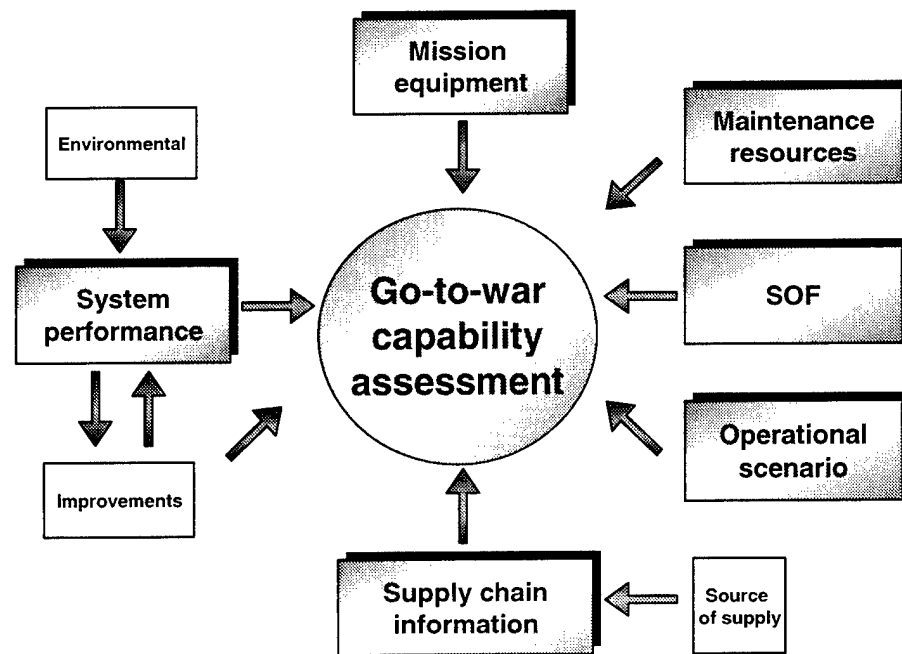 Mission
equipment
Environmental
Maintenance
resources
System
performance
Go-to-war
capability
assessment
SOF
Improvements
Operational
scenario
Supply chain
information
Source
of supply